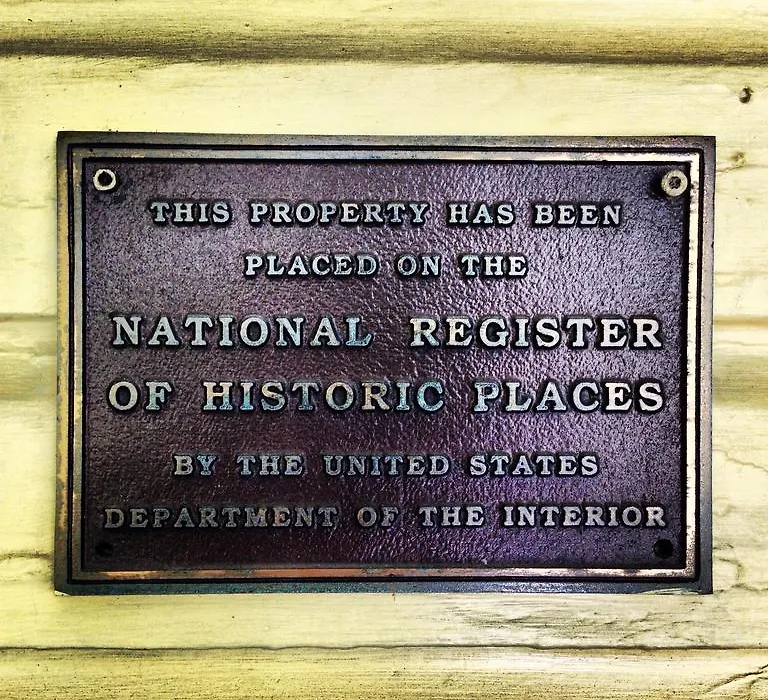 THIS PROPERTY HAS BEEN
PLACED ON THE
NATIONAL REGISTER
OF HISTORIC PLACES
BY THE UNITED STATES
DEPARTMENT OF THE INTERIOR